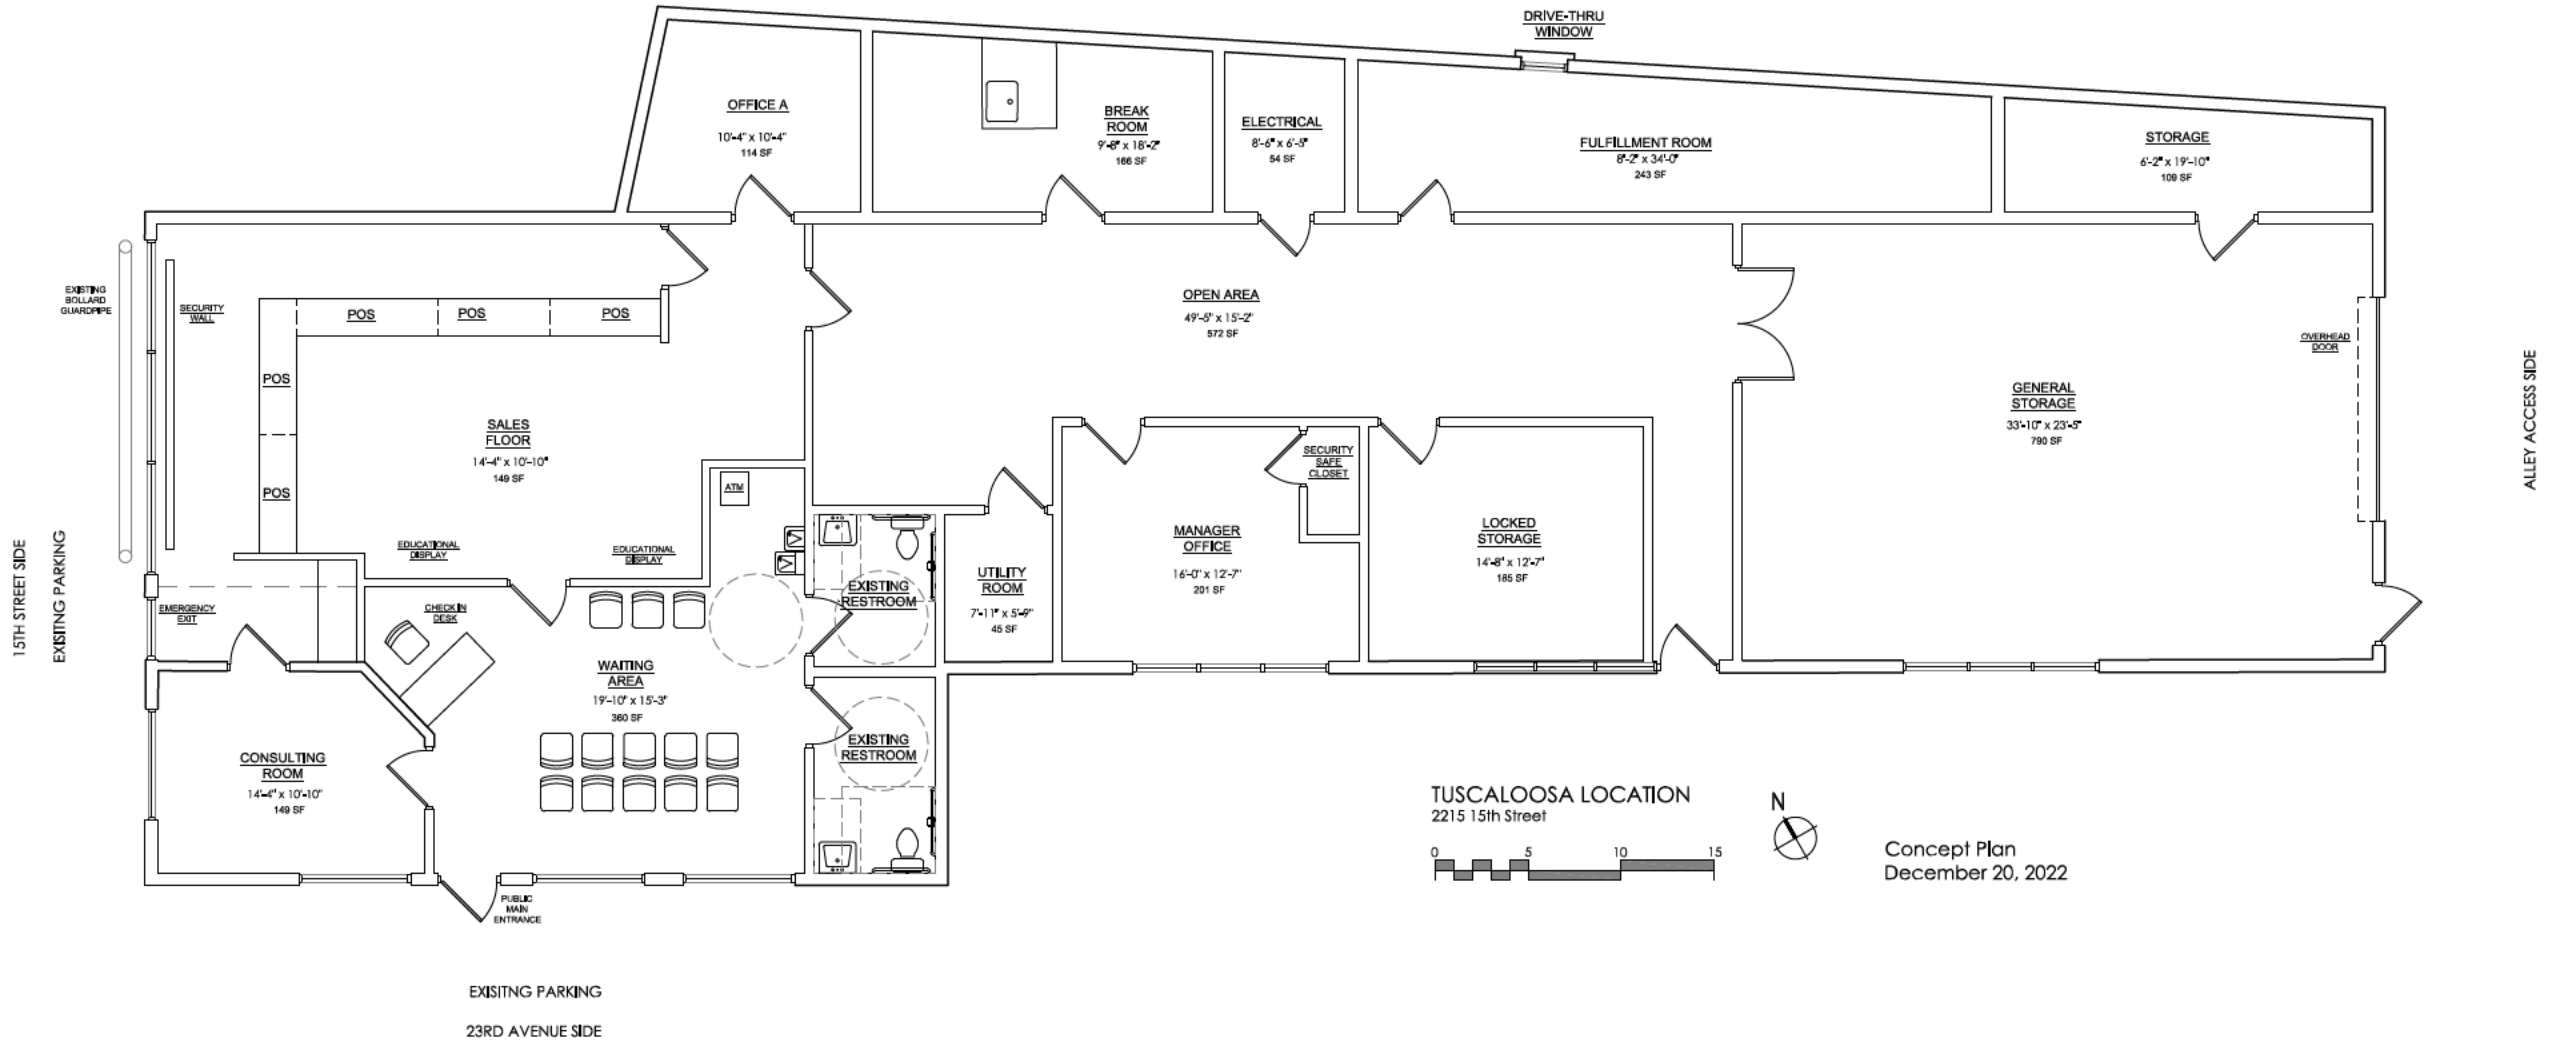 DRIVE-THRU
WINDOW
OFFICE A
10'-4" x 10'-4"
114 SF
BREAK
ROOM
9'-8" x 18'-2"
166 SF
ELECTRICAL
8'-6" x 6'-5"
54 SF
FULFILLMENT ROOM
8'-2" x 34'-0"
243 SF
STORAGE
6'-2" x 19'-10"
109 SF
EXISTING
BOLLARD
GUARDPIPE
SECURITY
WALL
POS
POS
POS
POS
POS
SALES
FLOOR
14'-4" x 10'-10"
149 SF
OPEN AREA
49'-5" x 15'-2"
572 SF
GENERAL
STORAGE
33'-10" x 23'-5"
790 SF
OVERHEAD
DOOR
ALLEY ACCESS SIDE
ATM
EDUCATIONAL
DISPLAY
EDUCATIONAL
DISPLAY
SECURITY
SAFE
CLOSET
MANAGER
OFFICE
16'-0" x 12'-7"
201 SF
LOCKED
STORAGE
14'-8" x 12'-7"
185 SF
UTILITY
ROOM
7'-11" x 5'-9"
45 SF
EXISTING
RESTROOM
15TH STREET SIDE
EXISITNG PARKING
EMERGENCY
EXIT
CHECK IN
DESK
WAITING
AREA
19'-10" x 15'-3"
360 SF
EXISTING
RESTROOM
CONSULTING
ROOM
14'-4" x 10'-10"
149 SF
PUBLIC
MAIN
ENTRANCE
TUSCALOOSA LOCATION
2215 15th Street
0 5 10 15
N
Concept Plan
December 20, 2022
EXISITNG PARKING
23RD AVENUE SIDE